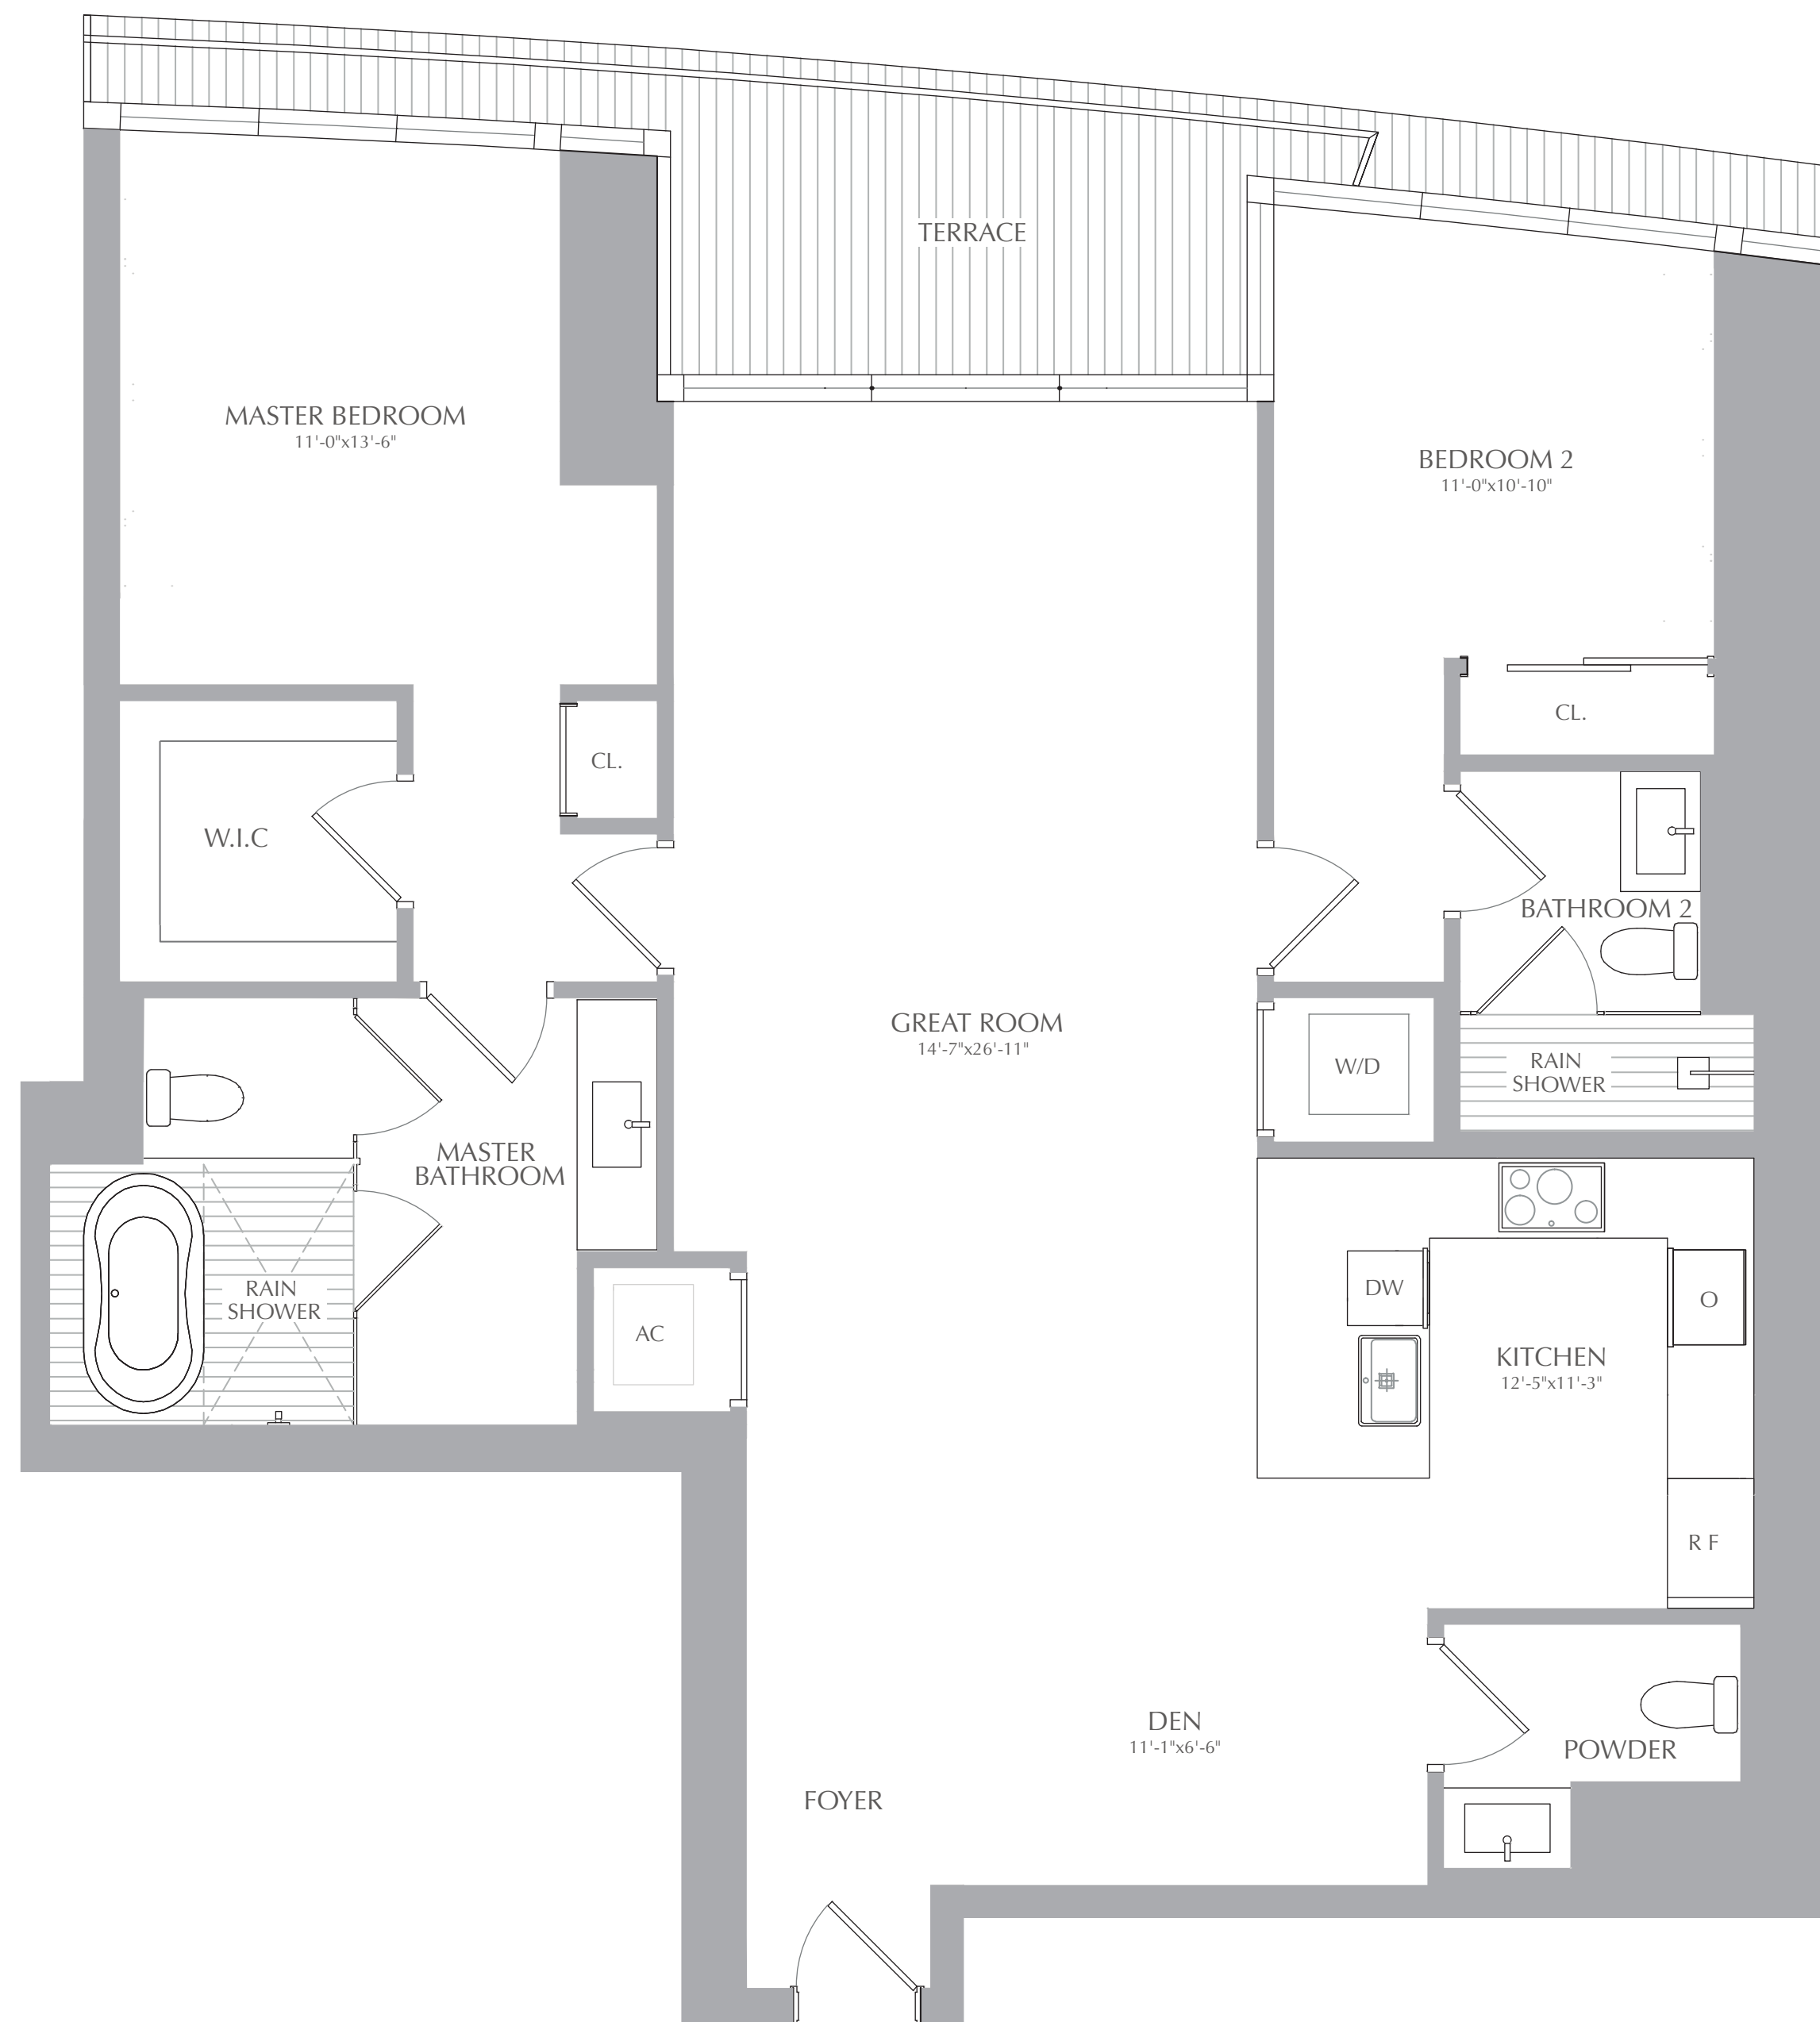 TERRACE
MASTER BEDROOM
11'-0"x13'-6"
BEDROOM 2
11'-0"x10'-10"
CL.
CL.
W.I.C
BATHROOM 2
GREAT ROOM
14'-7"x26'-11"
W/D
RAIN
SHOWER
MASTER
BATHROOM
RAIN
SHOWER
AC
DW
O
KITCHEN
12'-5"x11'-3"
R F
DEN
11'-1"x6'-6"
POWDER
FOYER